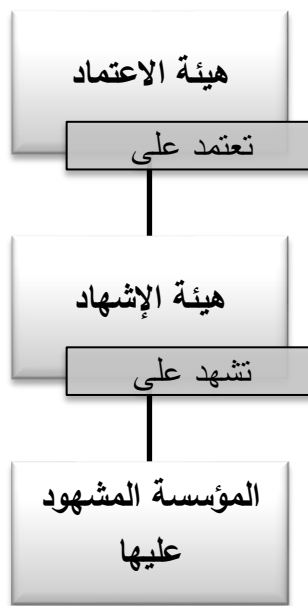 هيئة الاعتماد
تعتمد على
هيئة الإشهاد
تشهد على
المؤسسة المشهود
عليها